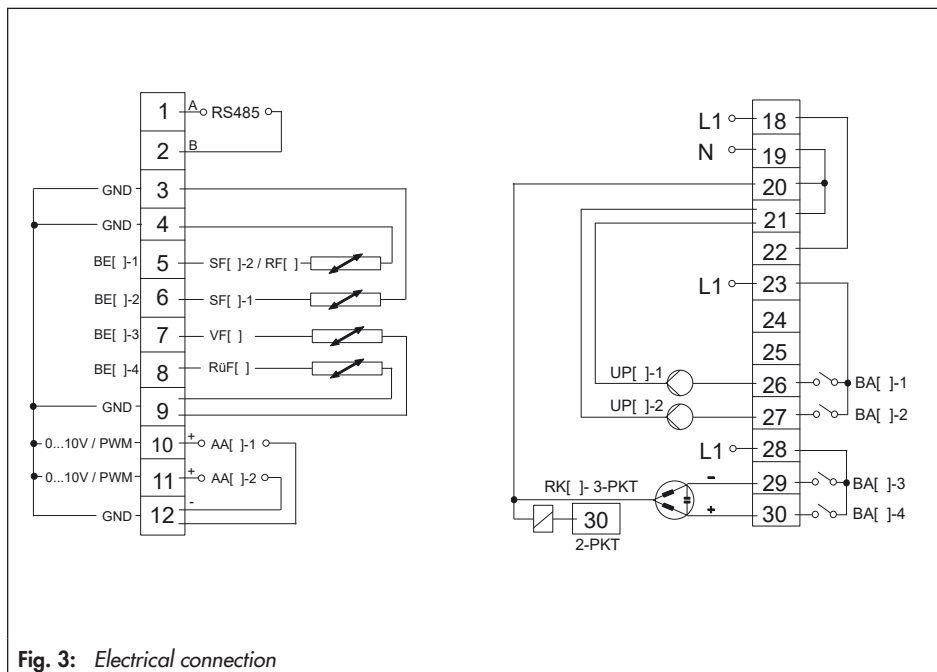 1 A RS485
2 B
GND 3
GND 4
BE[ ]-1 5 SF[ ]-2 / RF[ ]
BE[ ]-2 6 SF[ ]-1
BE[ ]-3 7 VF[ ]
BE[ ]-4 8 RüF[ ]
GND 9
0...10V / PWM 10 + AA[ ]-1
0...10V / PWM 11 + AA[ ]-2
GND 12 -
L1 18
N 19
20
21
22
L1 23
24
25
UP[ ]-1 26 BA[ ]-1
UP[ ]-2 27 BA[ ]-2
L1 28
RK[ ]- 3-PKT - 29 BA[ ]-3
30 + 30 BA[ ]-4
2-PKT
Fig. 3: Electrical connection